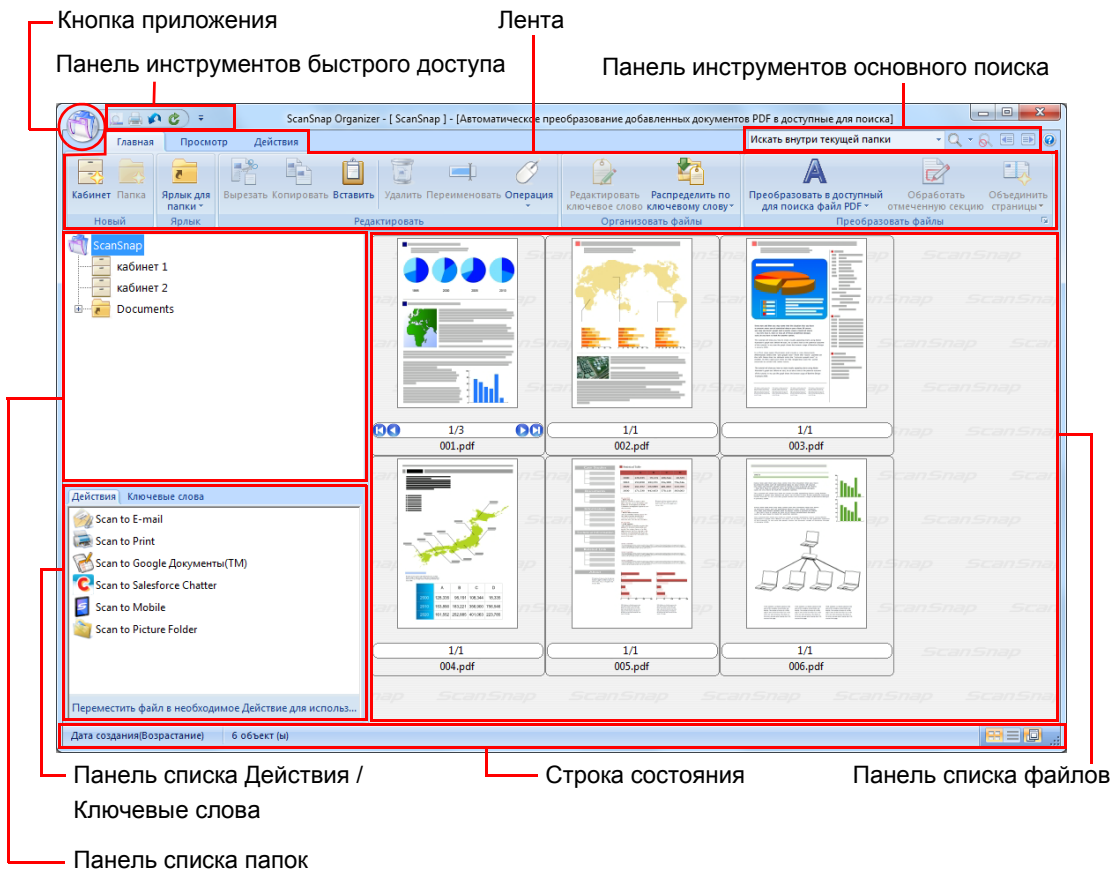 Кнопка приложения
Лента
Панель инструментов быстрого доступа
Панель инструментов основного поиска
ScanSnap Organizer - [ ScanSnap ] - [Автоматическое преобразование добавленных документов PDF в доступные для поиска]
Главная Просмотр Действия
Искать внутри текущей папки
Кабинет Папка Ярлык для папки Вырезать Копировать Вставить Удалить Переименовать Операция Редактировать ключевое слово Распределить по ключевому слову Преобразовать в доступный для поиска файл PDF Обработать отмеченную секцию Объединить страницы
Новый Ярлык Редактировать Организовать файлы Преобразовать файлы
ScanSnap
кабинет 1
кабинет 2
Documents
1/3 1/1 1/1
001.pdf 002.pdf 003.pdf
Действия Ключевые слова
Scan to E-mail
Scan to Print
Scan to Google Документы(TM)
Scan to Salesforce Chatter
Scan to Mobile
Scan to Picture Folder
1/1 1/1 1/1
004.pdf 005.pdf 006.pdf
Переместить файл в необходимое Действие для использ...
Дата создания(Возрастание) 6 объект (ы)
Панель списка Действия /
Ключевые слова
Строка состояния
Панель списка файлов
Панель списка папок